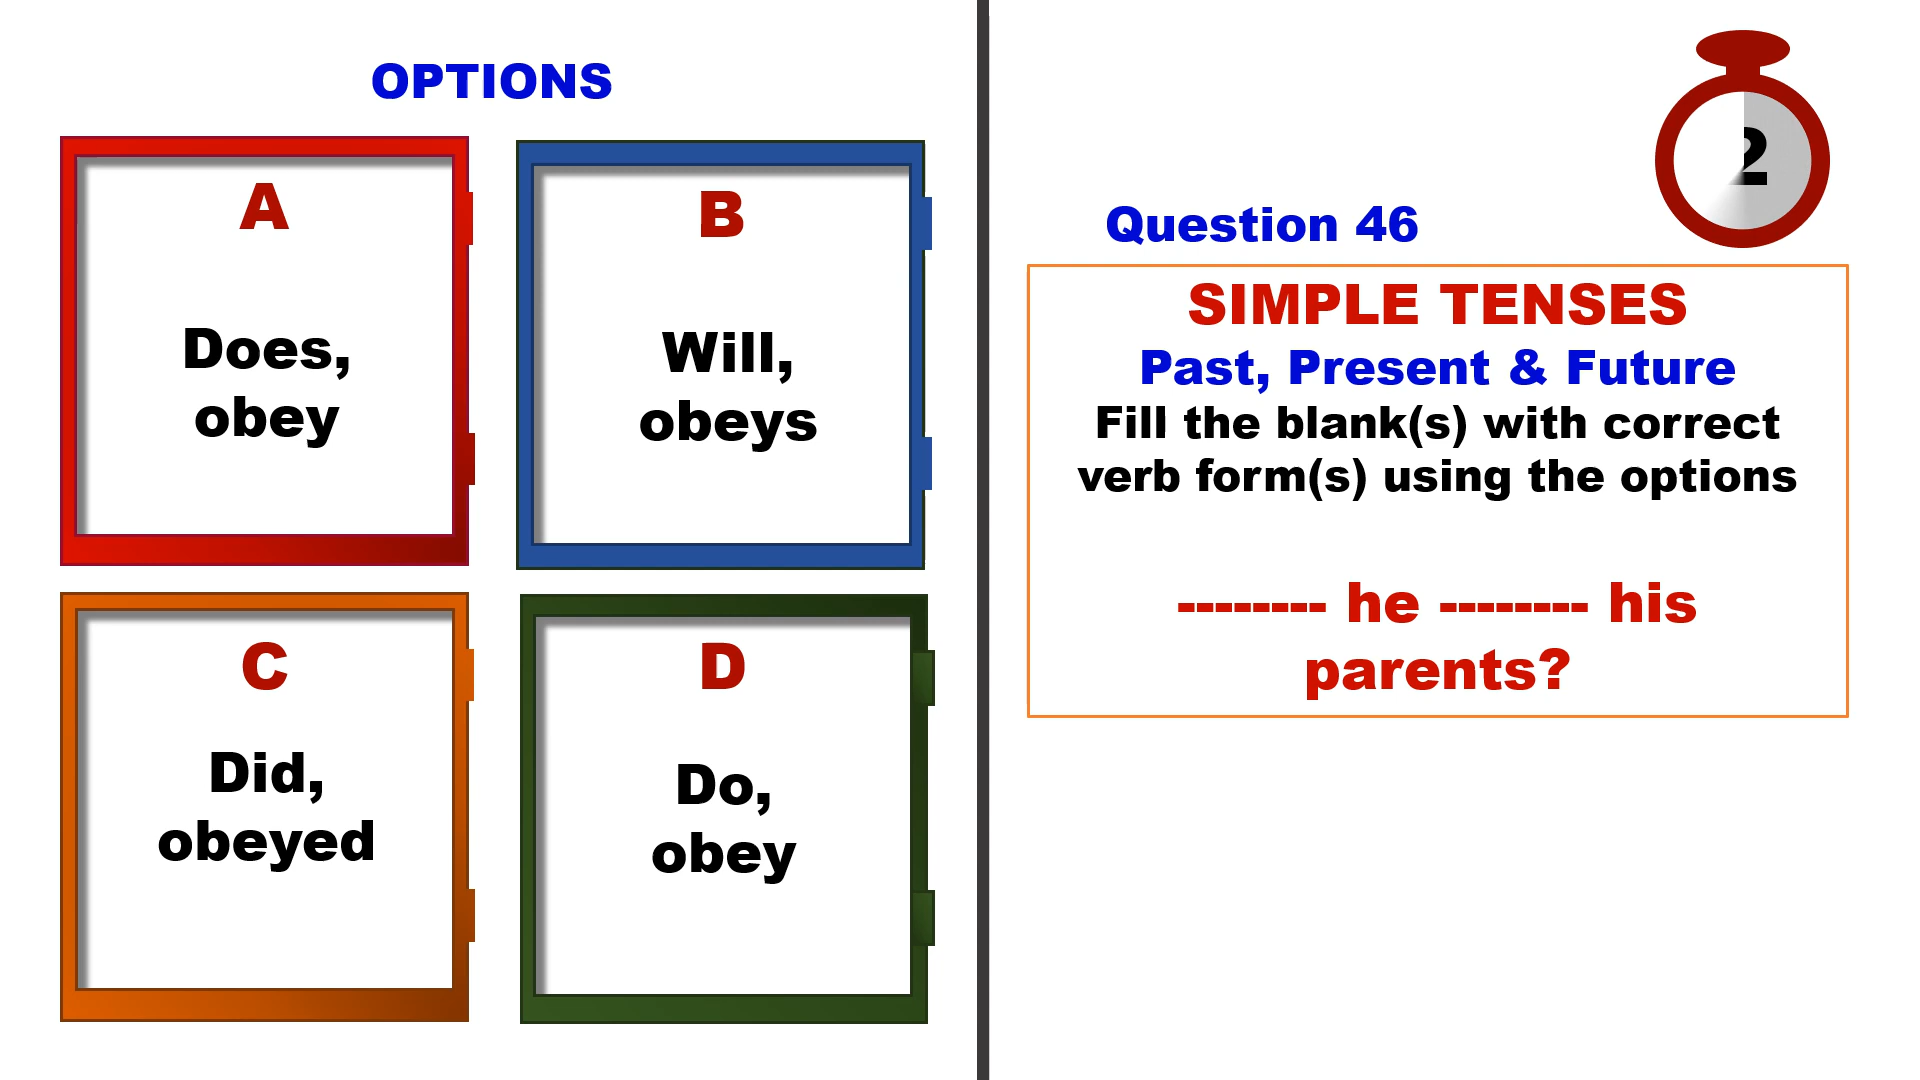 OPTIONS
A
Does,
obey
B
Will,
obeys
C
Did,
obeyed
D
Do,
obey
2
Question 46
SIMPLE TENSES
Past, Present & Future
Fill the blank(s) with correct
verb form(s) using the options
-------- he -------- his
parents?